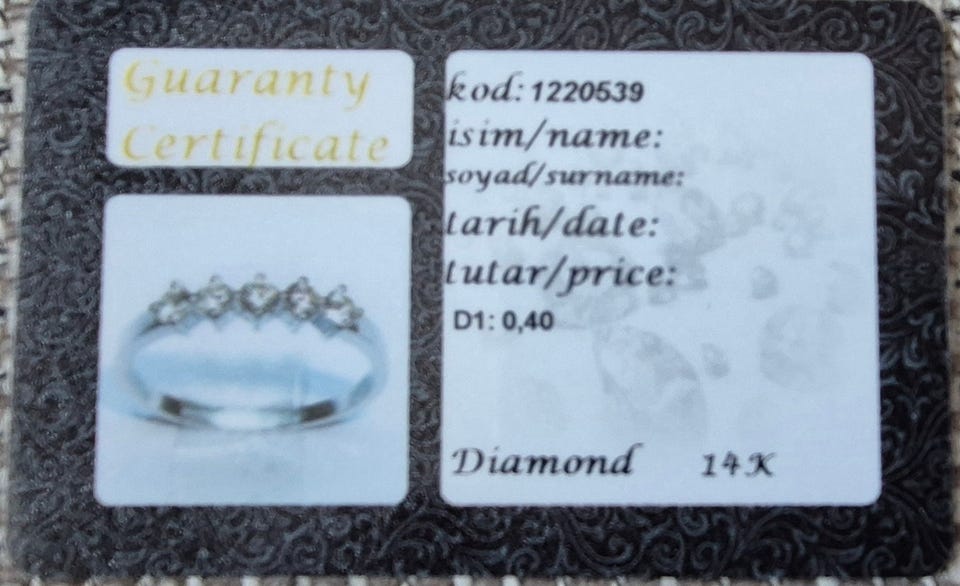 Guaranty
Certificate
kod: 1220539
isim/name:
soyad/surname:
tarih/date:
tutar/price:
D1: 0,40
Diamond 14K